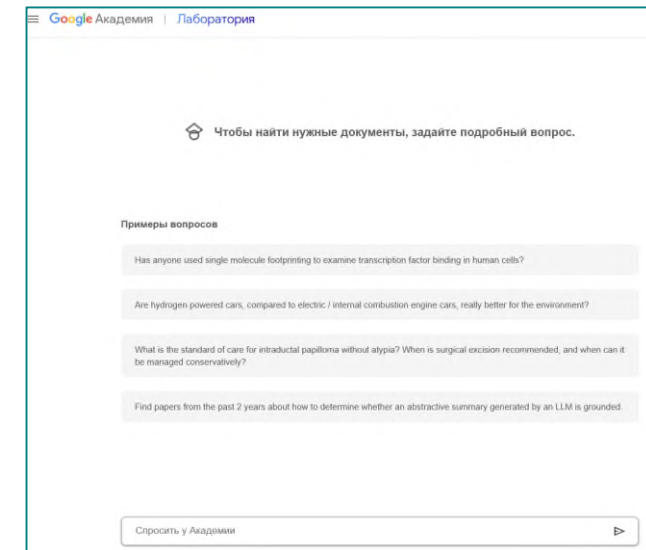 Google Академия | Лаборатория
Чтобы найти нужные документы, задайте подробный вопрос.
Примеры вопросов
Has anyone used single molecule footprinting to examine transcription factor binding in human cells?
Are hydrogen powered cars, compared to electric / internal combustion engine cars, really better for the environment?
What is the standard of care for intraductal papilloma without atypia? When is surgical excision recommended, and when can it
be managed conservatively?
Find papers from the past 2 years about how to determine whether an abstractive summary generated by an LLM is grounded.
Спросить у Академии